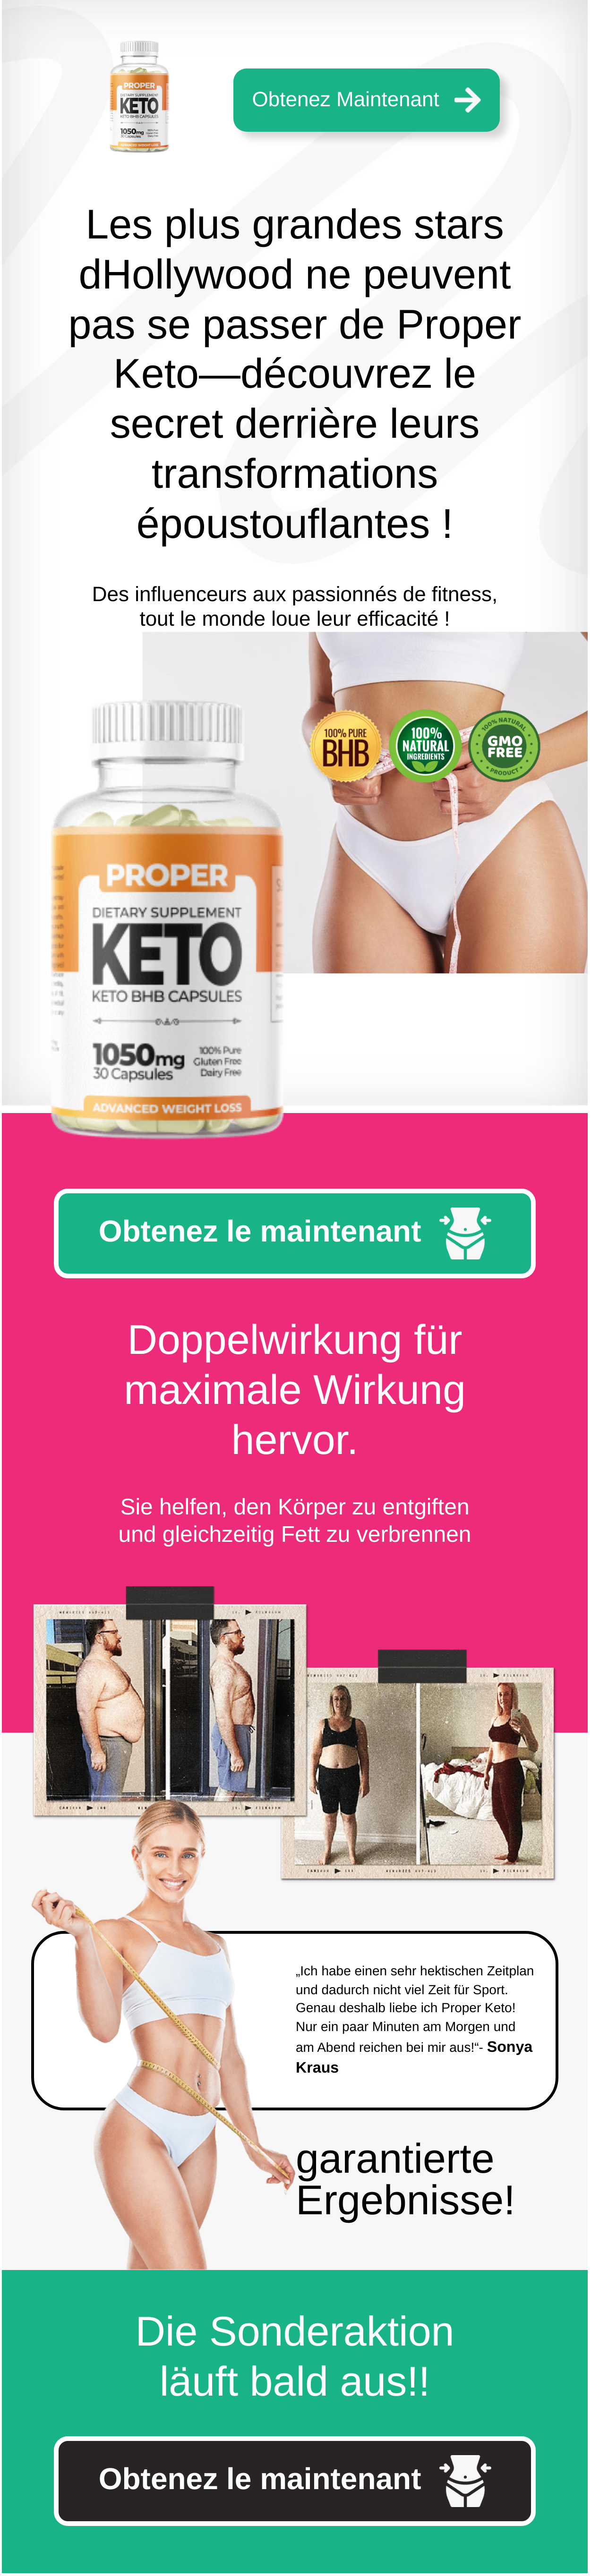 PROPER
DIETARY SUPPLEMENT
KETO
KETO BHB CAPSULES
1050mg
Obtenez Maintenant
Les plus grandes stars
dHollywood ne peuvent
pas se passer de Proper
Keto—découvrez le
secret derrière leurs
transformations
époustouflantes !
Des influenceurs aux passionnés de fitness,
tout le monde loue leur efficacité !
100% PURE
BHB
100%
NATURAL
INGREDIENTS
100% NATURAL
GMO
FREE
PRODUCT
PROPER
DIETARY SUPPLEMENT
KETO
KETO BHB CAPSULES
1050mg
30 Capsules
100% Pure
Gluten Free
Dairy Free
ADVANCED WEIGHT LOSS
Obtenez le maintenant
Doppelwirkung für
maximale Wirkung
hervor.
Sie helfen, den Körper zu entgiften
und gleichzeitig Fett zu verbrennen
„Ich habe einen sehr hektischen Zeitplan
und dadurch nicht viel Zeit für Sport.
Genau deshalb liebe ich Proper Keto!
Nur ein paar Minuten am Morgen und
am Abend reichen bei mir aus!“- Sonya
Kraus
garantierte
Ergebnisse!
Die Sonderaktion
läuft bald aus!!
Obtenez le maintenant